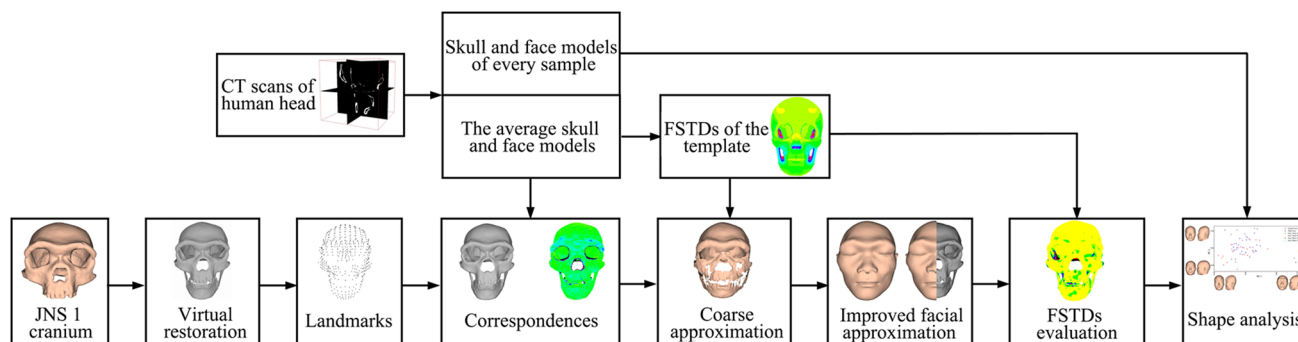 Skull and face models
of every sample
CT scans of
human head
The average skull
and face models
FSTDs of the
template
JNS 1
cranium
Virtual
restoration
Landmarks
Correspondences
Coarse
approximation
Improved facial
approximation
FSTDs
evaluation
Shape analysis